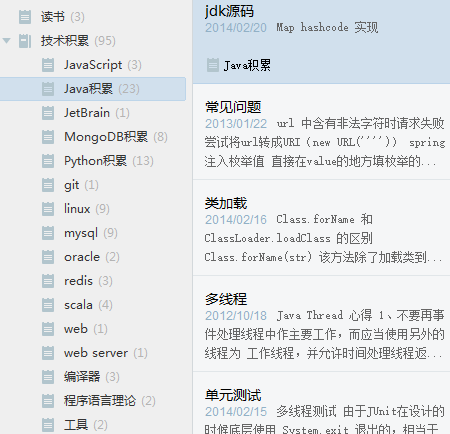 读书 (3)
技术积累 (95)
JavaScript (3)
Java积累 (23)
JetBrain (1)
MongoDB积累 (8)
Python积累 (13)
git (1)
linux (9)
mysql (9)
oracle (2)
redis (3)
scala (4)
web (1)
web server (1)
编译器 (3)
程序语言理论 (2)
工具 (2)
jdk源码
2014/02/20 Map hashcode 实现
Java积累
常见问题
2013/01/22 url 中含有非法字符时请求失败
尝试将url转成URI（new URL('''')） spring
注入枚举值 直接在value的地方填枚举的...
类加载
2014/02/16 Class.forName 和
ClassLoader.loadClass 的区别
Class.forName(str) 该方法除了加载类到...
多线程
2012/10/18 Java Thread 心得 1、不要再事
件处理线程中作主要工作，而应当使用另外的
线程为 工作线程，并允许时间处理线程返...
单元测试
2014/02/15 多线程测试 由于JUnit在设计的
时候底层使用 System.exit 退出的，相当于